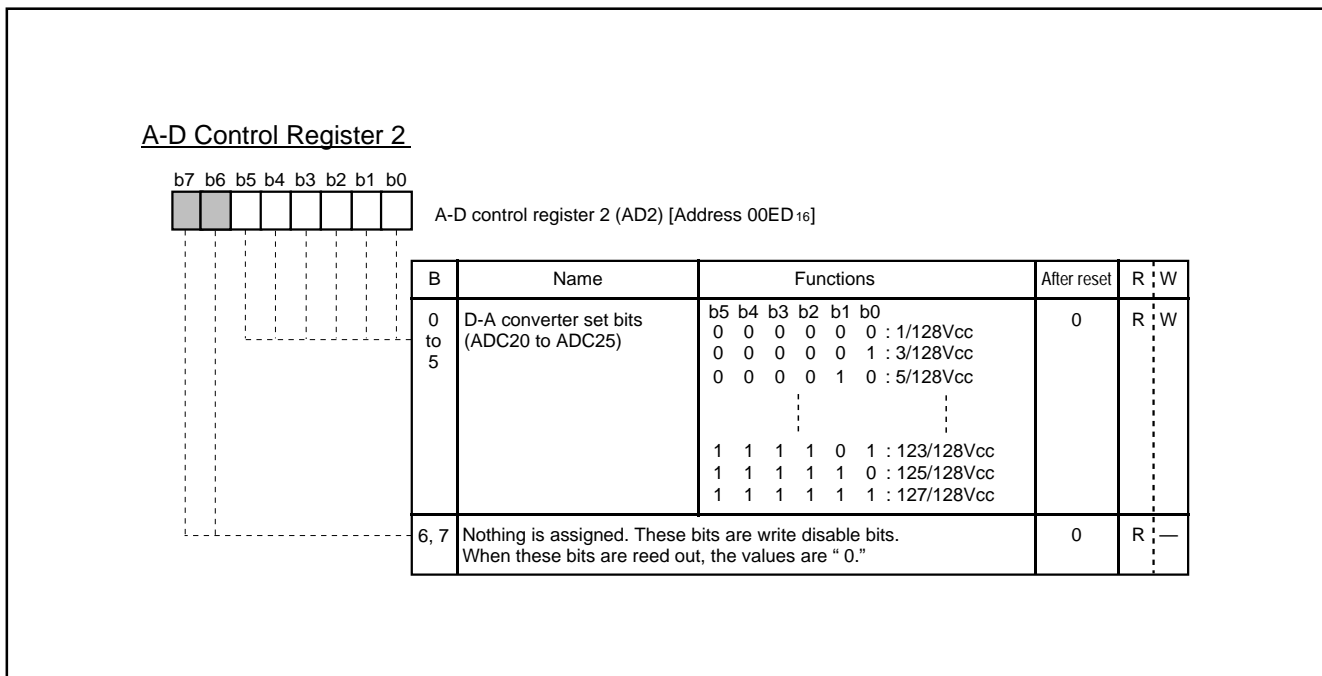 A-D Control Register 2
b7 b6 b5 b4 b3 b2 b1 b0
A-D control register 2 (AD2) [Address 00ED16]
B Name Functions After reset R W
0 to 5 D-A converter set bits (ADC20 to ADC25) 0 R W
b5 b4 b3 b2 b1 b0
0 0 0 0 0 0 : 1/128Vcc
0 0 0 0 0 1 : 3/128Vcc
0 0 0 0 1 0 : 5/128Vcc
1 1 1 1 0 1 : 123/128Vcc
1 1 1 1 1 0 : 125/128Vcc
1 1 1 1 1 1 : 127/128Vcc
6, 7 Nothing is assigned. These bits are write disable bits. 0 R —
When these bits are reed out, the values are “ 0.”